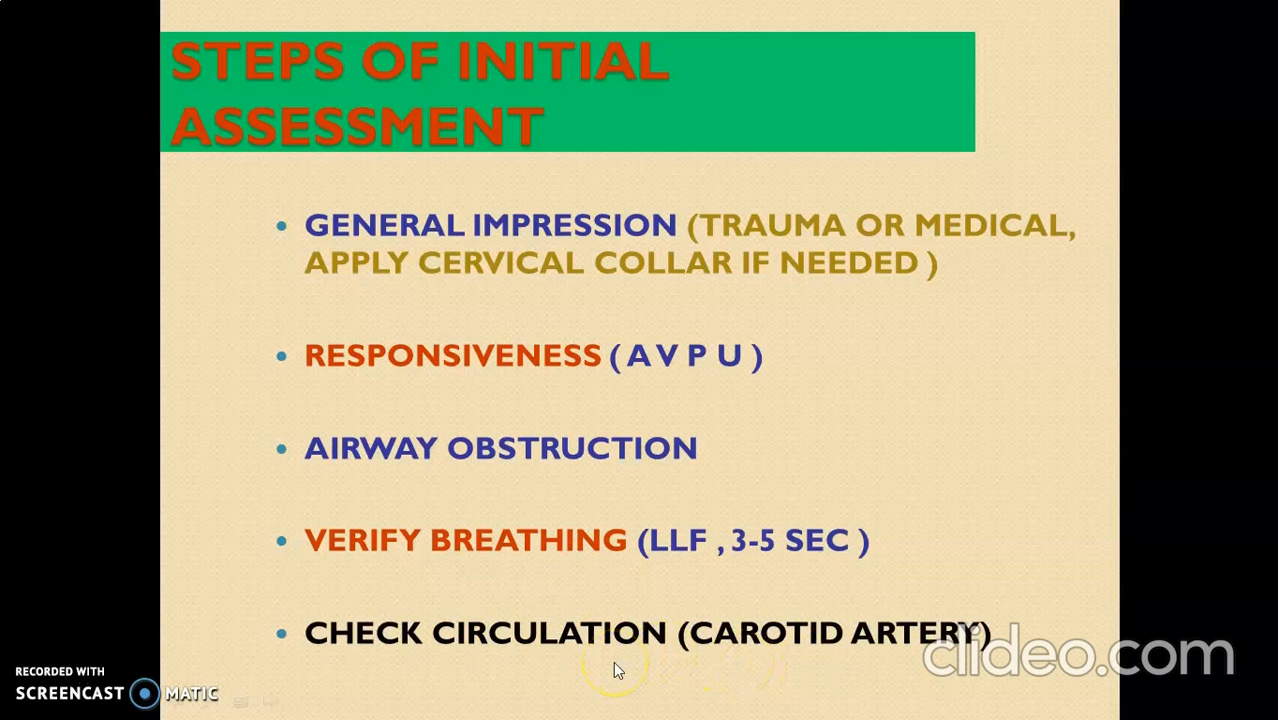 STEPS OF INITIAL
ASSESSMENT
• GENERAL IMPRESSION (TRAUMA OR MEDICAL,
APPLY CERVICAL COLLAR IF NEEDED )
• RESPONSIVENESS ( A V P U )
• AIRWAY OBSTRUCTION
• VERIFY BREATHING (LLF , 3-5 SEC )
• CHECK CIRCULATION (CAROTID ARTERY)
clideo.com
RECORDED WITH
SCREENCAST MATIC